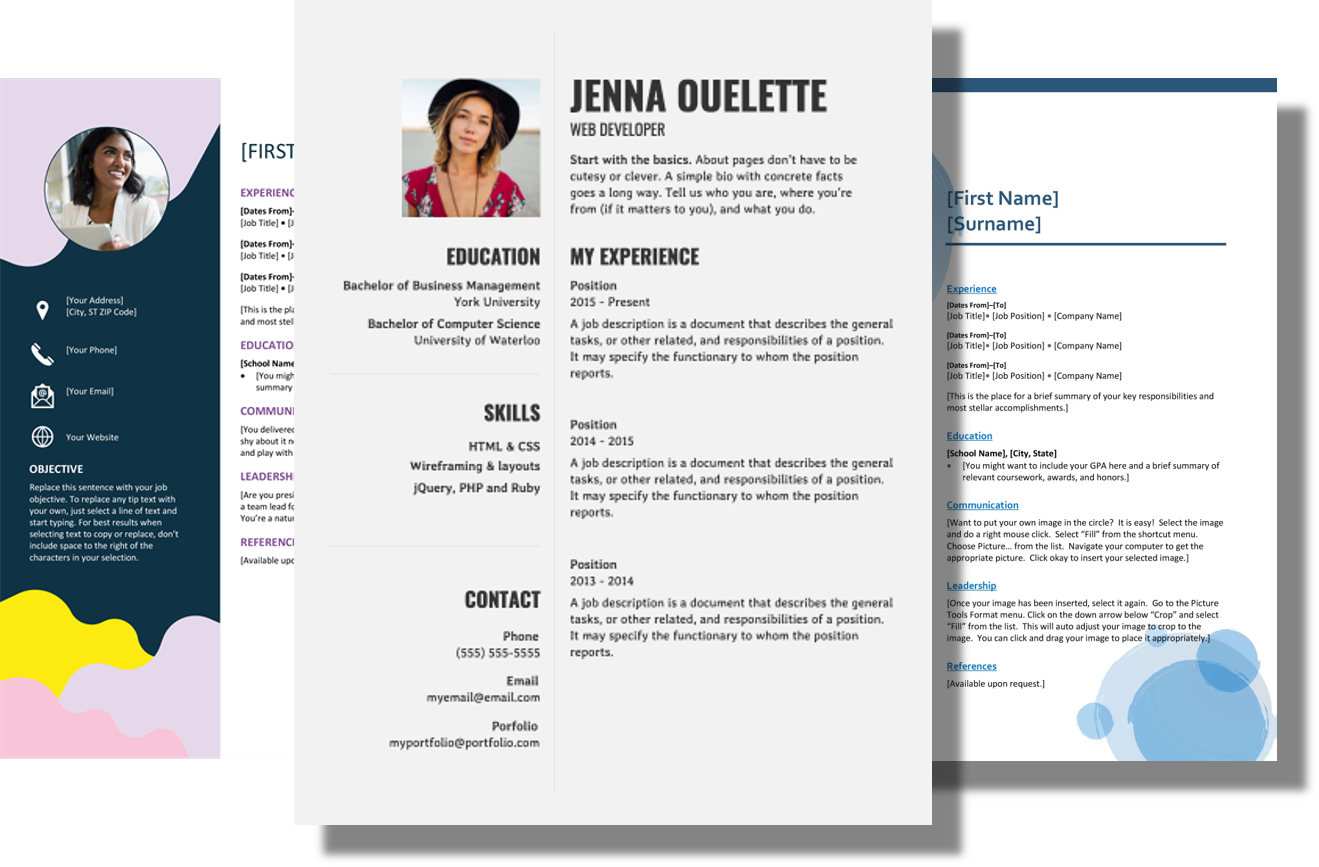 [FIRST
EXPERIENC
[Dates From]–
[Job Title] • [J
[Dates From]–
[Job Title] • [J
[Dates From]–
[Job Title] • [J
[This is the pla
and most stell
EDUCATIO
[School Name
• [You migh
summary
COMMUN
[You delivered
shy about it n
and play with
LEADERSH
[Are you presi
a team lead fo
You're a natur
REFERENC
[Available upo
[Your Address]
[City, ST ZIP Code]
[Your Phone]
[Your Email]
Your Website
OBJECTIVE
Replace this sentence with your job
objective. To replace any tip text with
your own, just select a line of text and
start typing. For best results when
selecting text to copy or replace, don't
include space to the right of the
characters in your selection.
JENNA OUELETTE
WEB DEVELOPER
Start with the basics. About pages don't have to be
cutesy or clever. A simple bio with concrete facts
goes a long way. Tell us who you are, where you're
from (if it matters to you), and what you do.
EDUCATION
Bachelor of Business Management
York University
Bachelor of Computer Science
University of Waterloo
SKILLS
HTML & CSS
Wireframing & layouts
jQuery, PHP and Ruby
CONTACT
Phone
(555) 555-5555
Email
myemail@email.com
Porfolio
myportfolio@portfolio.com
MY EXPERIENCE
Position
2015 - Present
A job description is a document that describes the general
tasks, or other related, and responsibilities of a position.
It may specify the functionary to whom the position
reports.
Position
2014 - 2015
A job description is a document that describes the general
tasks, or other related, and responsibilities of a position.
It may specify the functionary to whom the position
reports.
Position
2013 - 2014
A job description is a document that describes the general
tasks, or other related, and responsibilities of a position.
It may specify the functionary to whom the position
reports.
[First Name]
[Surname]
Experience
[Dates From]–[To]
[Job Title]• [Job Position] • [Company Name]
[Dates From]–[To]
[Job Title]• [Job Position] • [Company Name]
[Dates From]–[To]
[Job Title]• [Job Position] • [Company Name]
[This is the place for a brief summary of your key responsibilities and
most stellar accomplishments.]
Education
[School Name], [City, State]
• [You might want to include your GPA here and a brief summary of
relevant coursework, awards, and honors.]
Communication
[Want to put your own image in the circle? It is easy! Select the image
and do a right mouse click. Select "Fill" from the shortcut menu.
Choose Picture… from the list. Navigate your computer to get the
appropriate picture. Click okay to insert your selected image.]
Leadership
[Once your image has been inserted, select it again. Go to the Picture
Tools Format menu. Click on the down arrow below "Crop" and select
"Fill" from the list. This will auto adjust your image to crop to the
image. You can click and drag your image to place it appropriately.]
References
[Available upon request.]